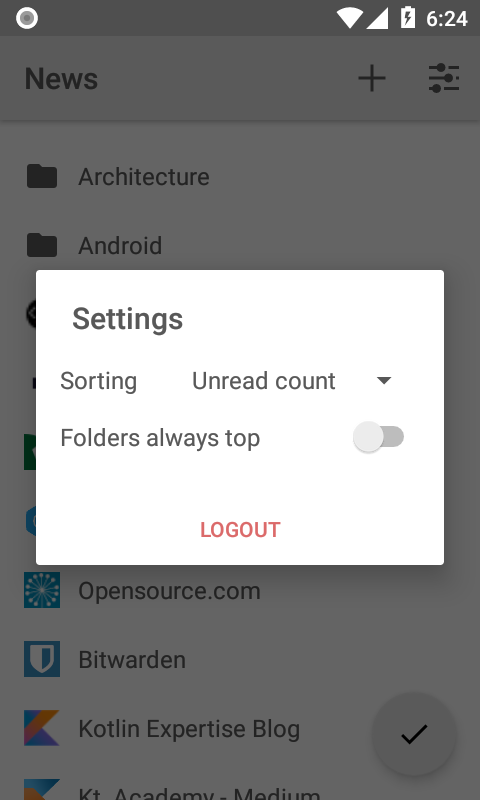 6:24
News
Architecture
Android
Settings
Sorting Unread count
Folders always top
LOGOUT
Opensource.com
Bitwarden
Kotlin Expertise Blog
Kt. Academy - Medium